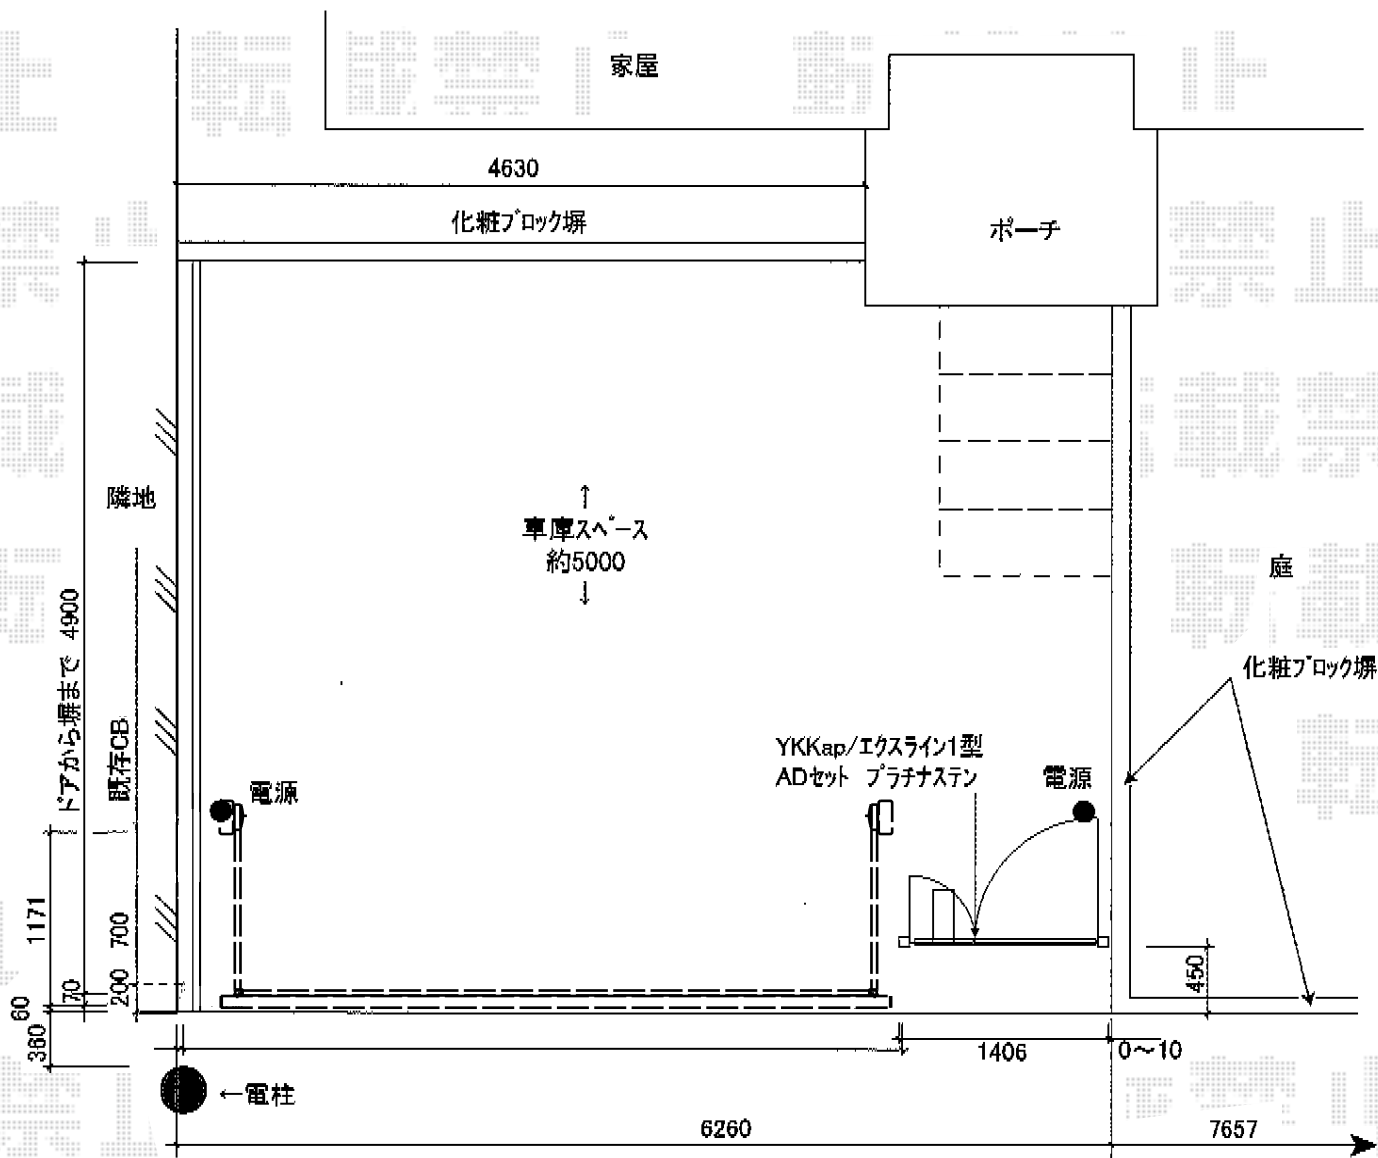 家屋
4630
化粧ブロック塀
ポーチ
隣地
車庫スペース
約5000
庭
ドアから塀まで 4900
既存CB
化粧ブロック塀
YKKap/エクスライン1型
ADセット プラチナステン
電源
電源
1171
700
200
70
60
360
450
1406
0～10
←電柱
6260
7657
転載禁止